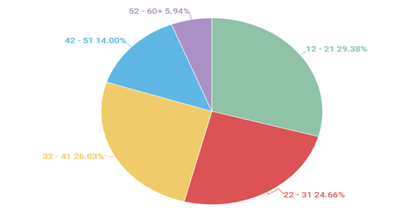 52 - 60+ 5.94%
42 - 51 14.00%
12 - 21 29.38%
32 - 41 26.03%
22 - 31 24.66%